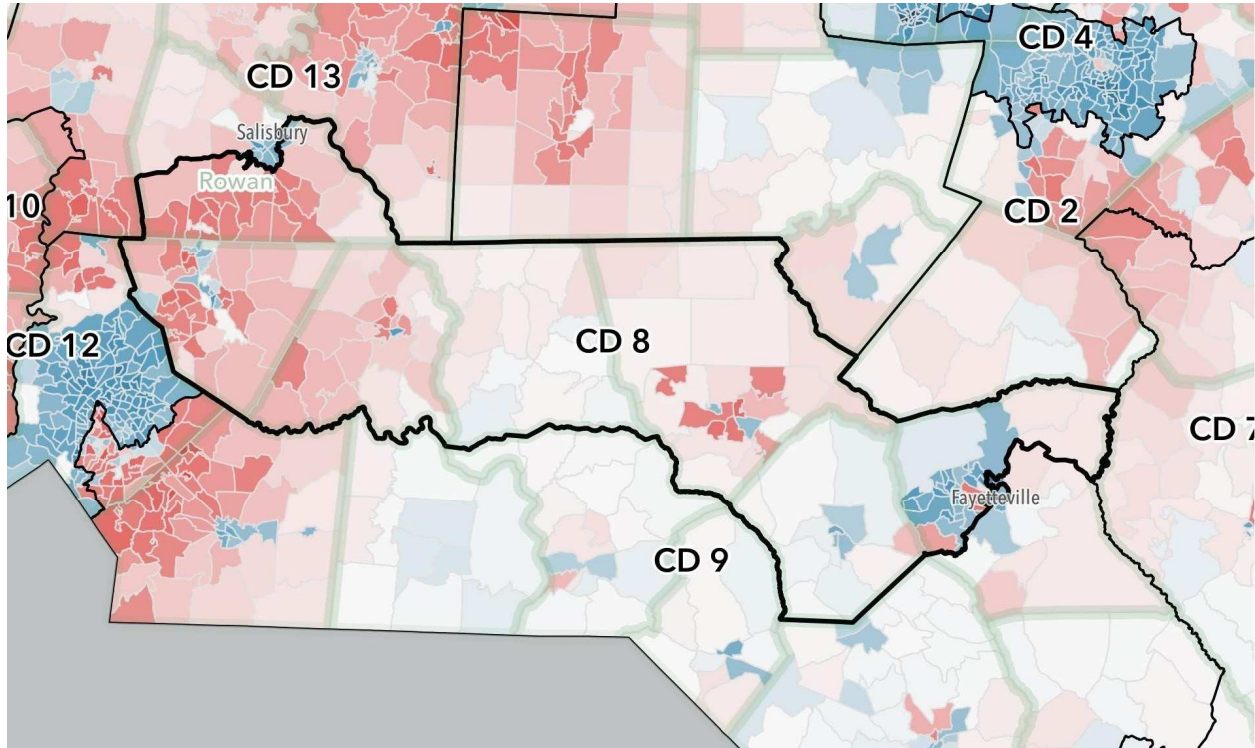 CD 4
CD 13
Salisbury
Rowan
10
CD 2
CD 12
CD 8
CD 7
Fayetteville
CD 9